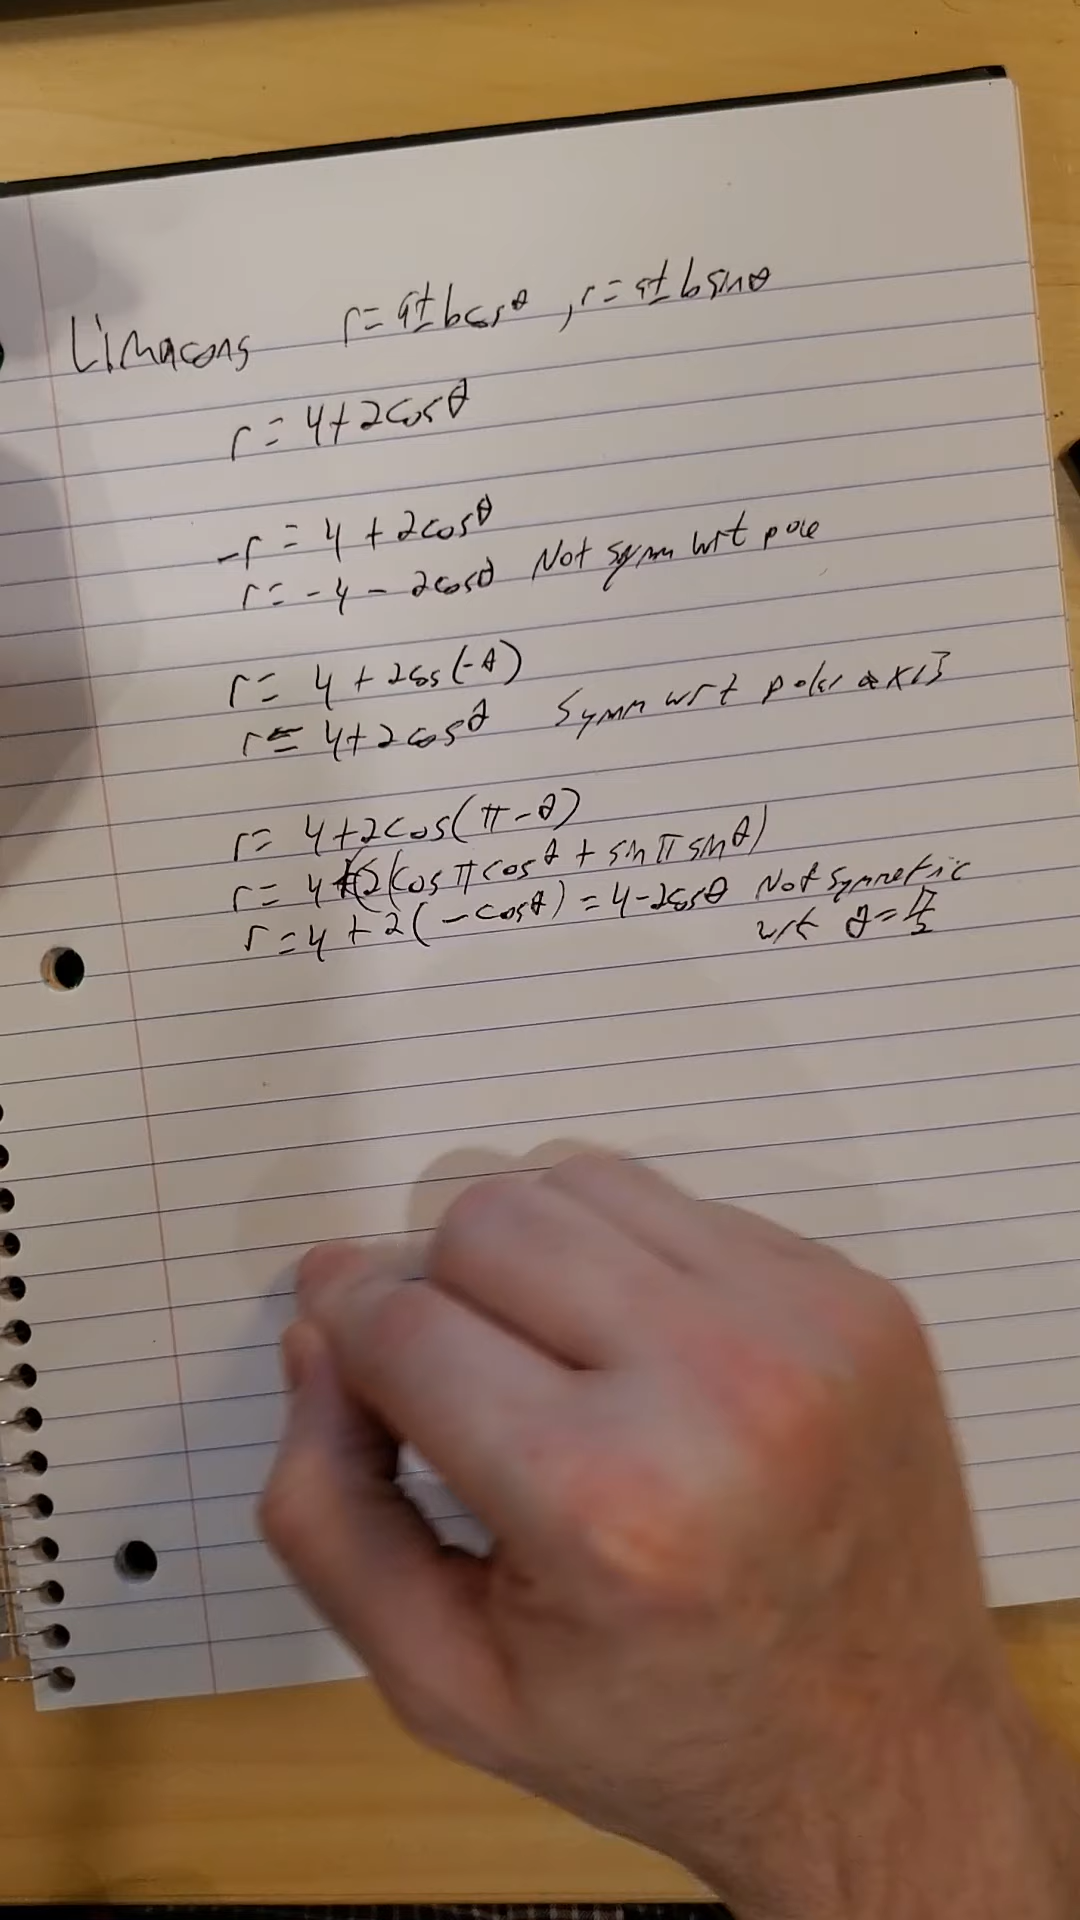 Limacons r = a ± b cos θ , r = a ± b sin θ
r = 4 + 2 cos θ
-r = 4 + 2 cos θ
r = -4 - 2 cos θ Not symm wrt pole
r = 4 + 2 cos (-θ)
r = 4 + 2 cos θ Symm wrt polar axis
r = 4 + 2 cos (π - θ)
r = 4 + 2 (cos π cos θ + sin π sin θ)
r = 4 + 2 ( - cos θ) = 4 - 2 cos θ Not symmetric
wrt θ = π/2